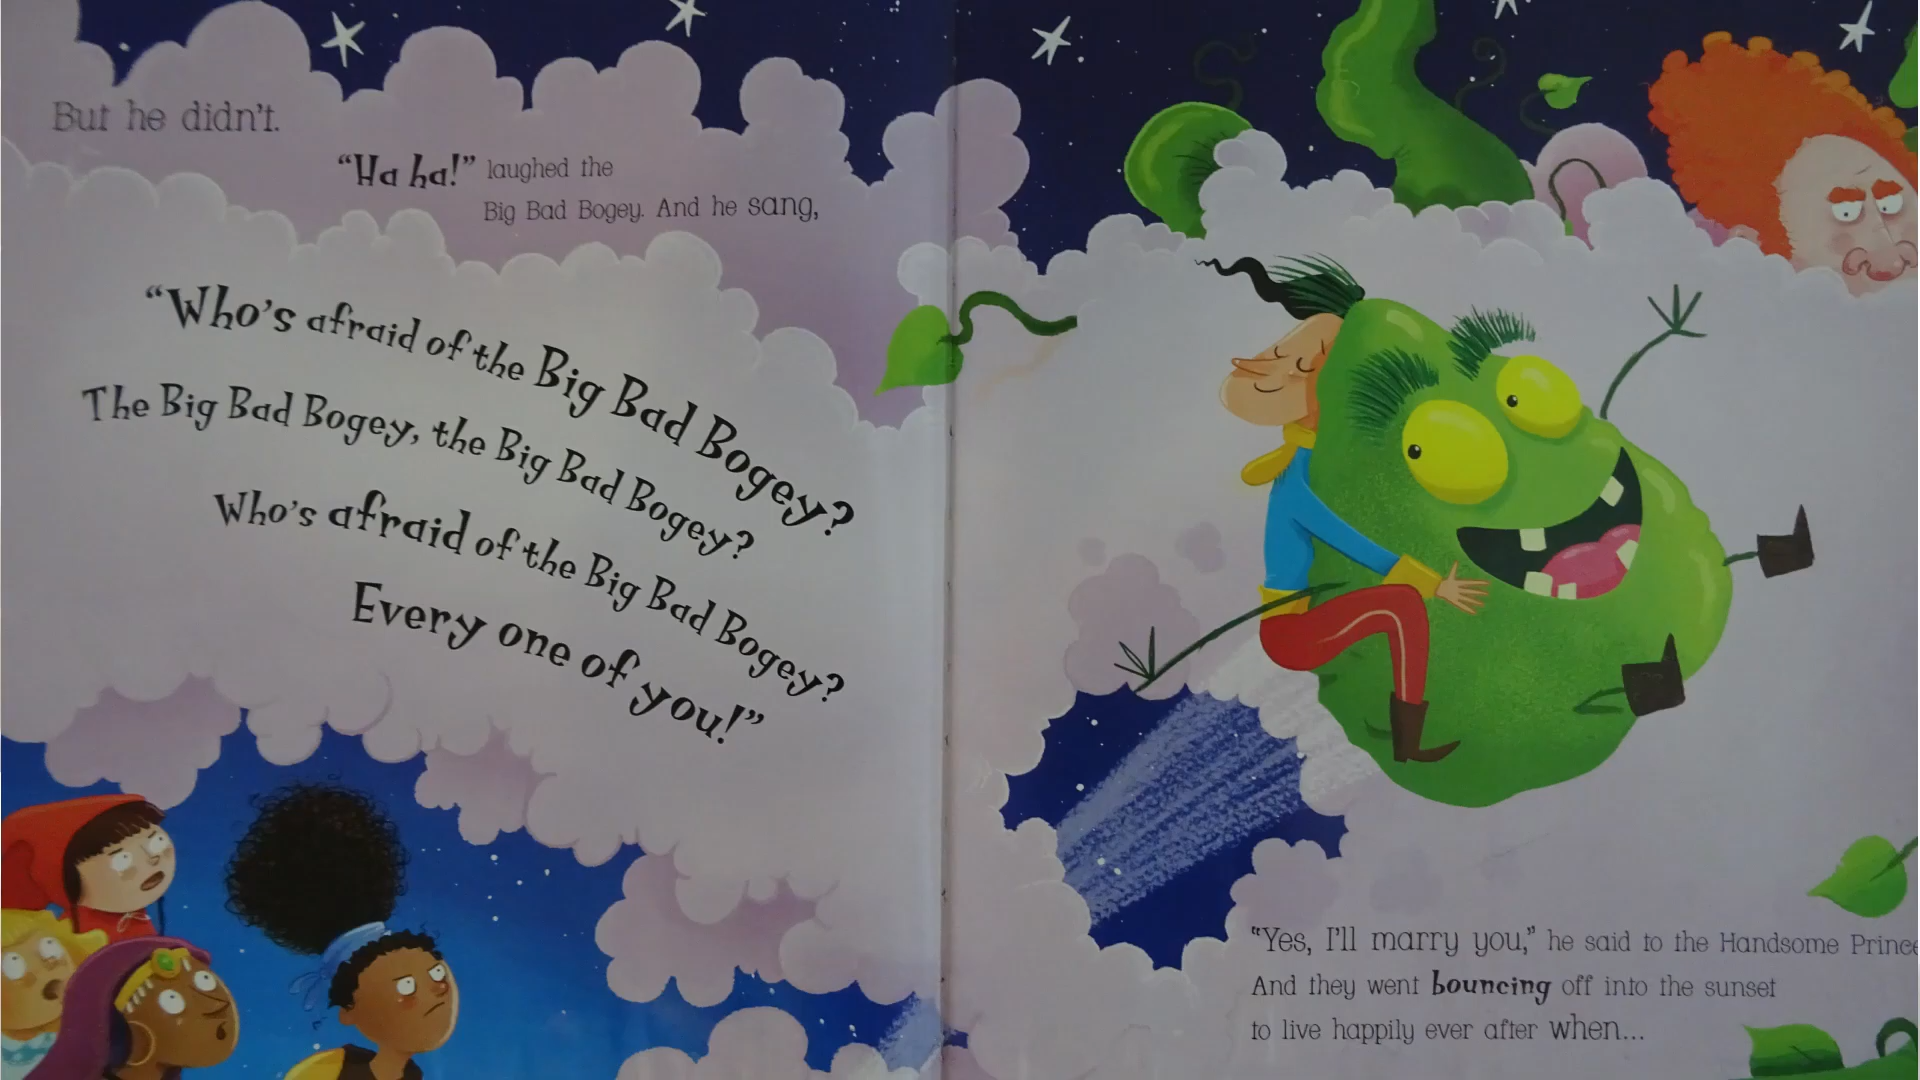 But he didn't.
“Ha ha!” laughed the
Big Bad Bogey. And he sang,
“Who's afraid of the Big Bad Bogey?
The Big Bad Bogey, the Big Bad Bogey?
Who's afraid of the Big Bad Bogey?
Every one of you!”
“Yes, I'll marry you,” he said to the Handsome Prince
And they went bouncing off into the sunset
to live happily ever after when...